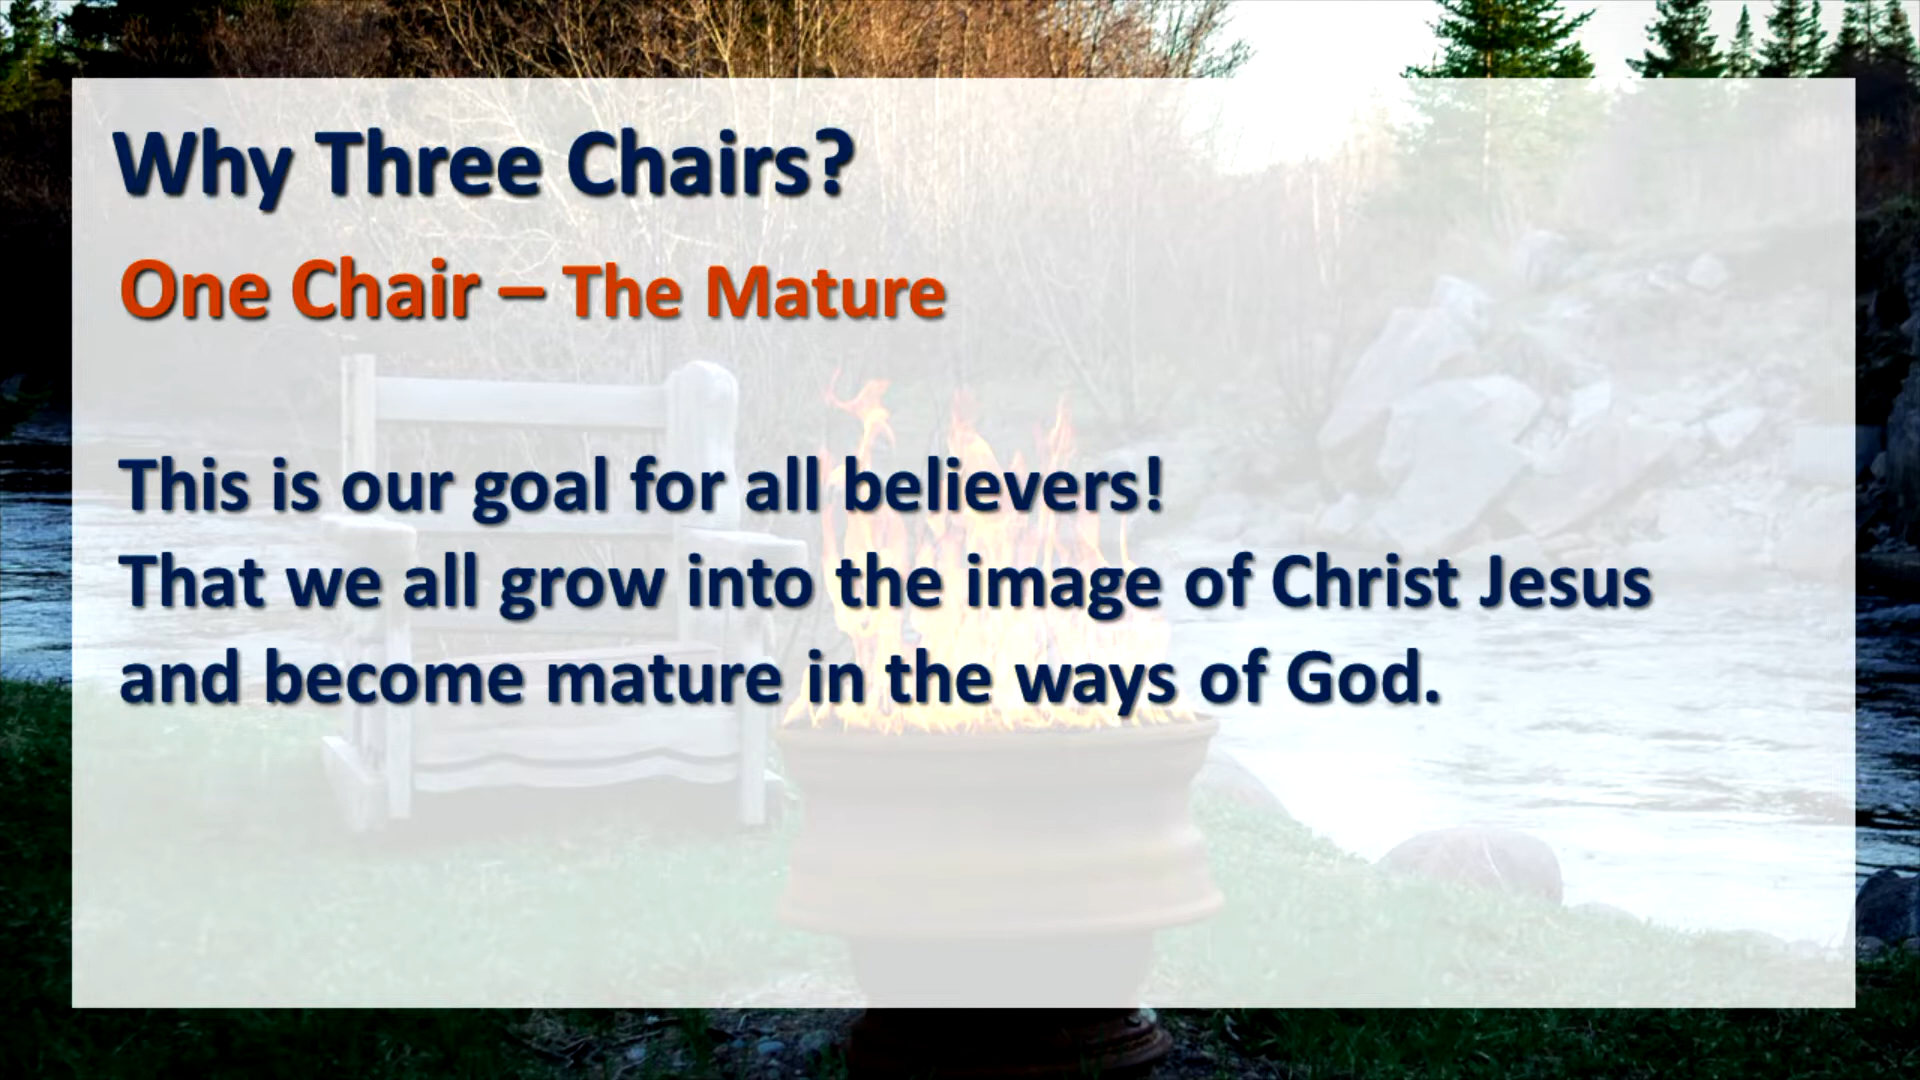 Why Three Chairs?
One Chair – The Mature
This is our goal for all believers!
That we all grow into the image of Christ Jesus
and become mature in the ways of God.